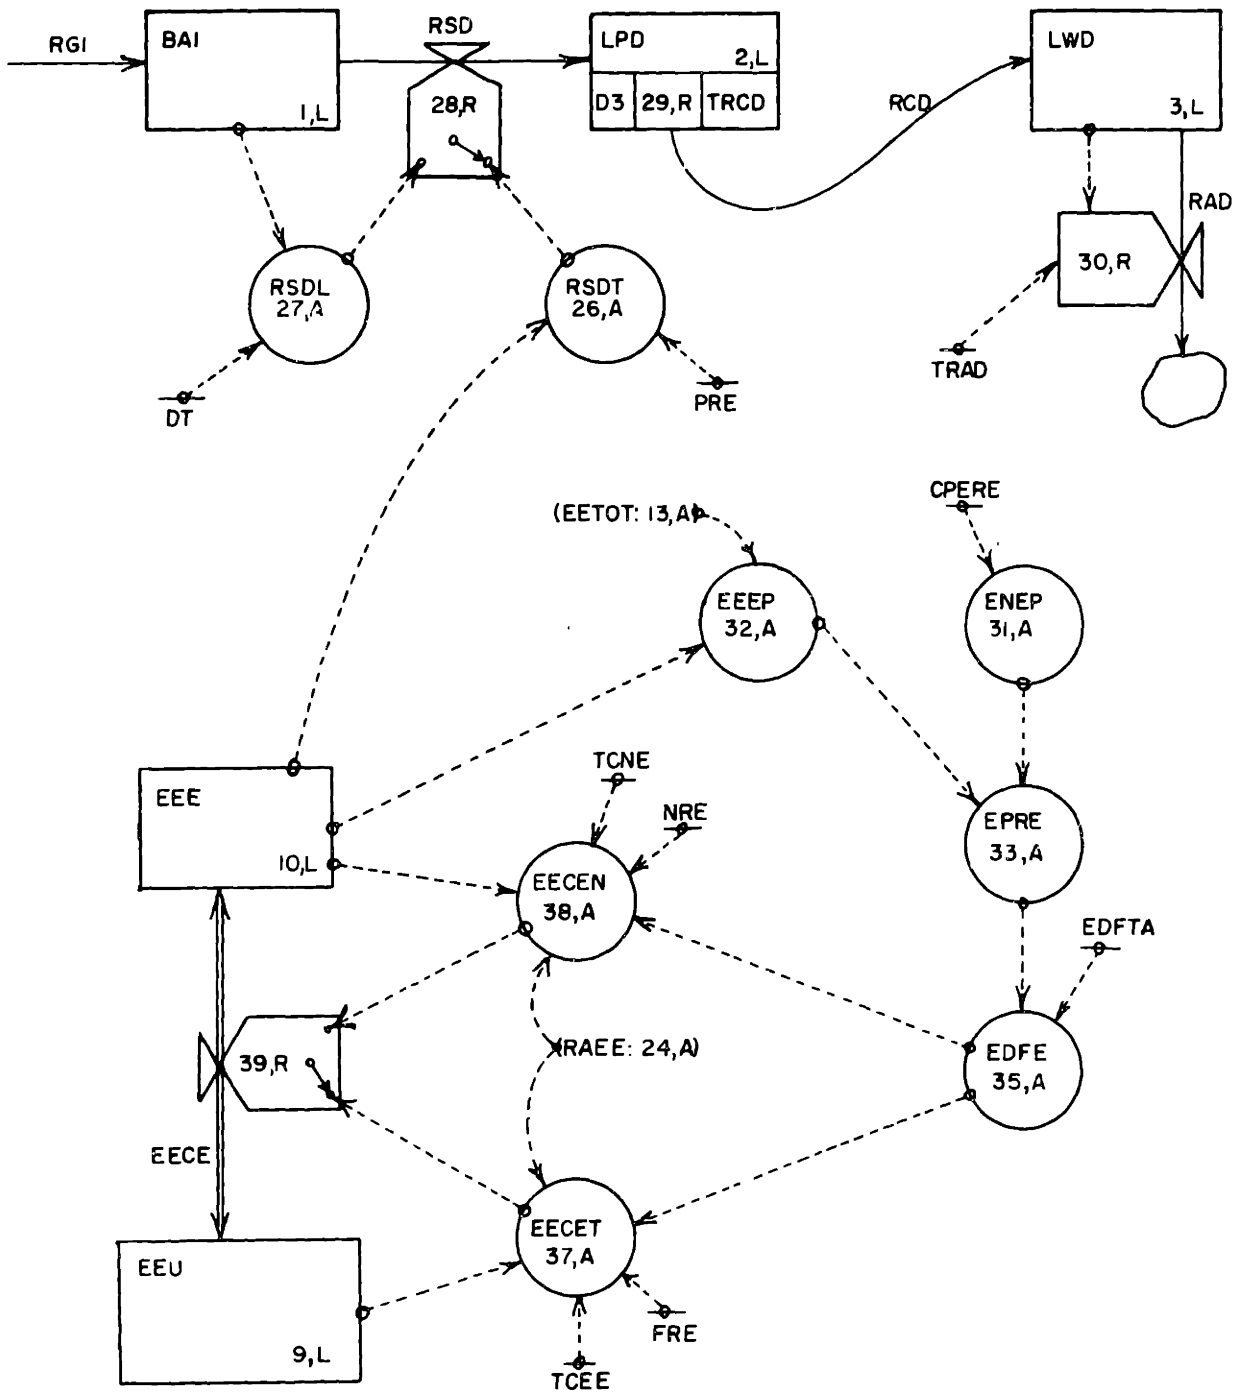 RSD
RGI
BAI
LPD
LWD
2,L
1,L
28,R
D3
29,R
TRCD
RCD
3,L
RAD
30,R
RSDL
27,A
RSDT
26,A
TRAD
DT
PRE
CPERE
(EETOT: 13,A)
EEEP
32,A
ENEP
31,A
TCNE
EEE
NRE
EPRE
33,A
10,L
EECEN
38,A
EDFTA
(RAEE: 24,A)
39,R
EDFE
35,A
EECE
EECET
37,A
EEU
FRE
9,L
TCEE